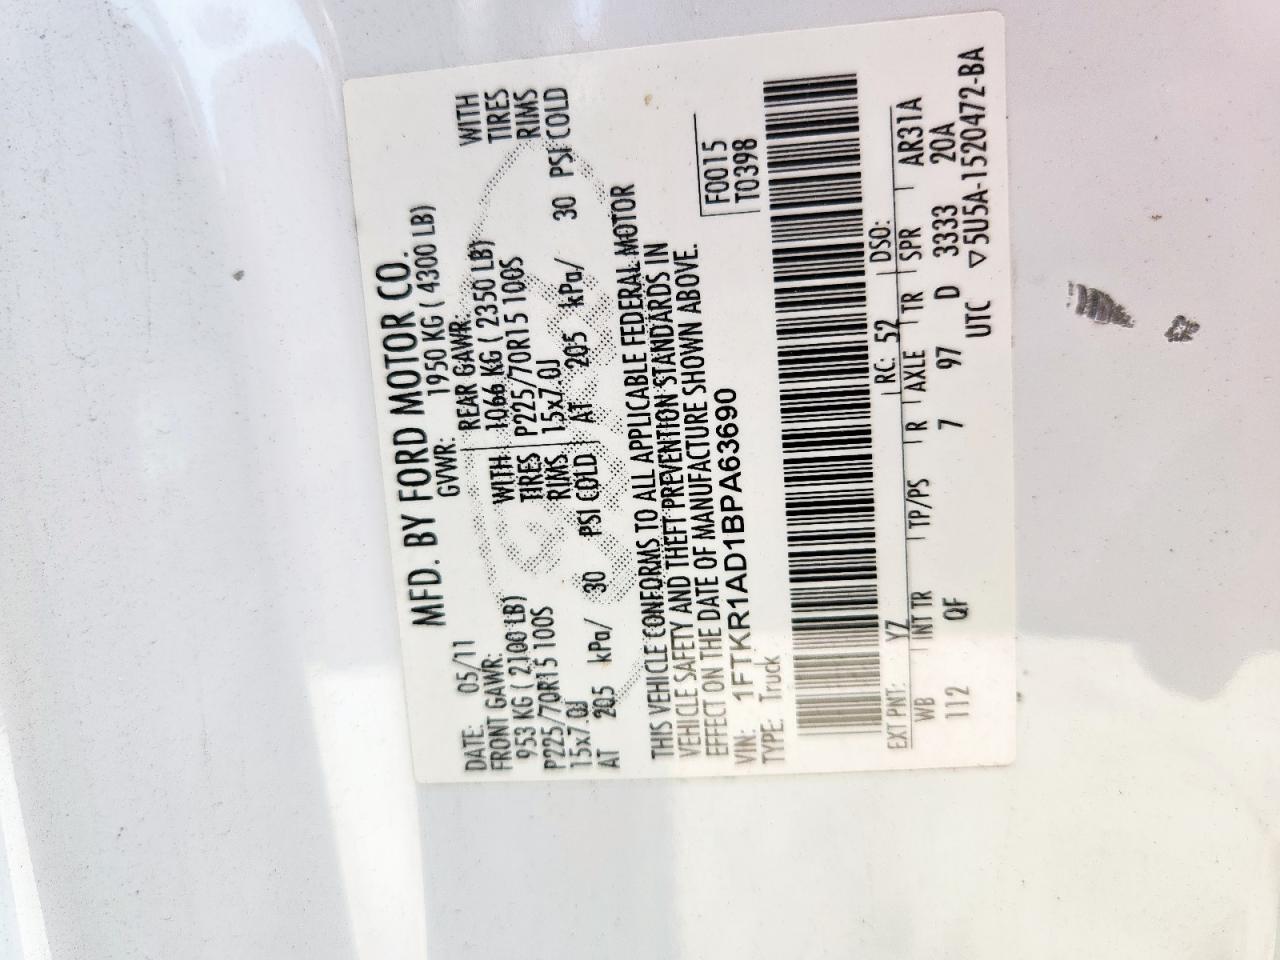 MFD. BY FORD MOTOR CO.
DATE: 05/11 GVWR: 1950 KG ( 4300 LB)
FRONT GAWR: REAR GAWR:
953 KG ( 2100 LB) WITH 1066 KG ( 2350 LB) WITH
P225/70R15 100S TIRES P225/70R15 100S TIRES
15x7.0J RIMS 15x7.0J RIMS
AT 205 kPa/ 30 PSI COLD AT 205 kPa/ 30 PSI COLD
THIS VEHICLE CONFORMS TO ALL APPLICABLE FEDERAL MOTOR
VEHICLE SAFETY AND THEFT PREVENTION STANDARDS IN
EFFECT ON THE DATE OF MANUFACTURE SHOWN ABOVE.
VIN: 1FTKR1AD1BPA63690 F0015
TYPE: Truck T0398
EXT PNT: YZ RC: 52 DSO:
WB INT TR TP/PS R AXLE TR SPR AR31A
112 QF 7 97 D 3333 20A
UTC ▽5U5A-1520472-BA